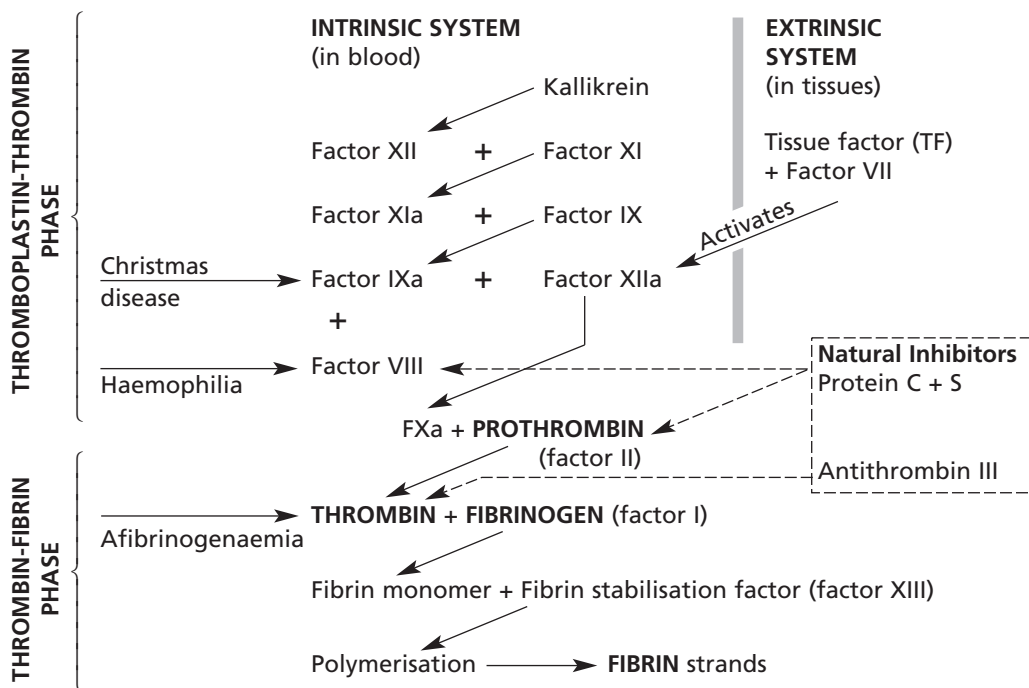 THROMBOPLASTIN-THROMBIN
PHASE
INTRINSIC SYSTEM
(in blood)
EXTRINSIC
SYSTEM
(in tissues)
Kallikrein
Factor XII + Factor XI
Tissue factor (TF)
+ Factor VII
Factor XIa + Factor IX
Activates
Christmas
disease
Factor IXa + Factor XIIa
+
Haemophilia
Factor VIII
Natural Inhibitors
Protein C + S
FXa + PROTHROMBIN
(factor II)
Antithrombin III
THROMBIN-FIBRIN
PHASE
Afibrinogenaemia
THROMBIN + FIBRINOGEN (factor I)
Fibrin monomer + Fibrin stabilisation factor (factor XIII)
Polymerisation
FIBRIN strands